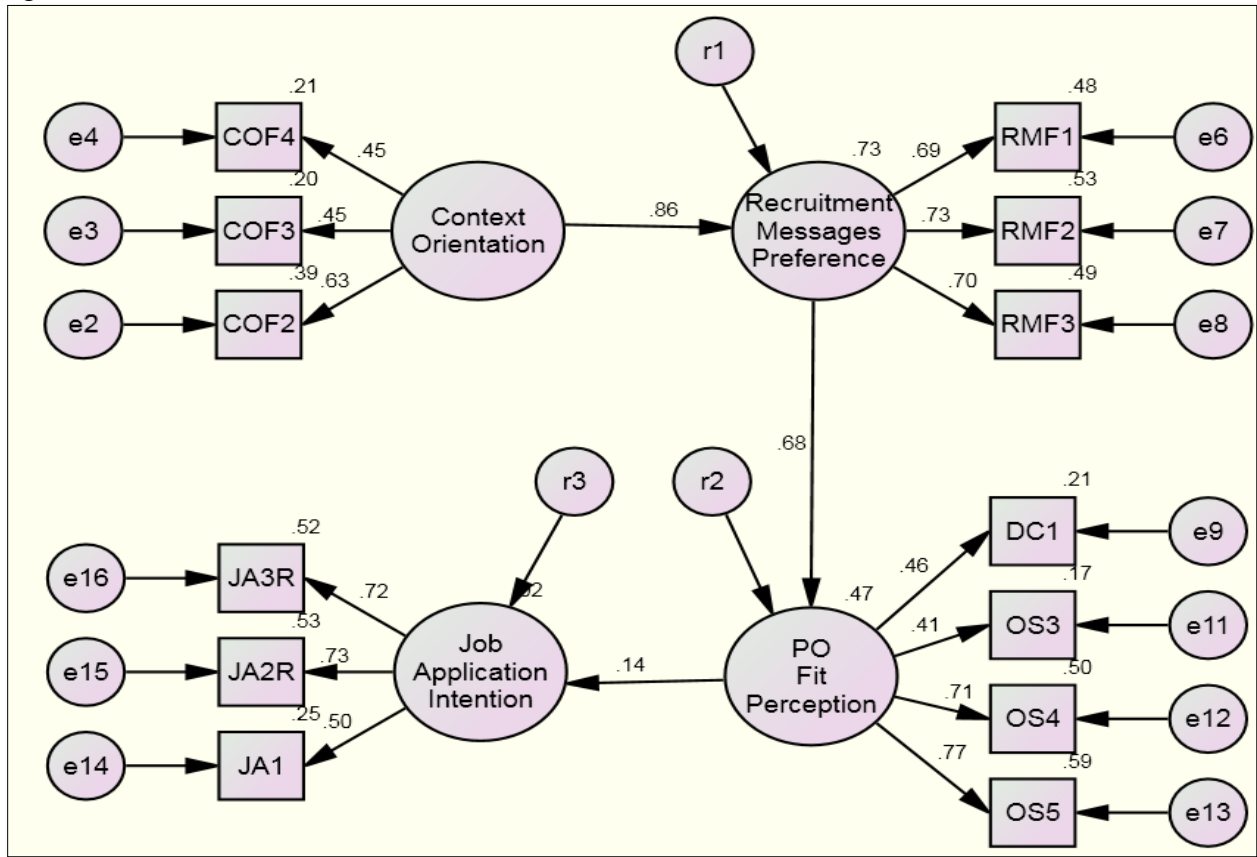 r1
.21
.48
e4
COF4
.45
.73
.69
RMF1
e6
.20
.53
e3
COF3
.45
Context
Orientation
.86
Recruitment
Messages
Preference
.73
RMF2
e7
.39
.63
.70
.49
e2
COF2
RMF3
e8
.68
r3
r2
.21
.52
DC1
e9
e16
JA3R
.72
.47
.46
.17
.53
.41
OS3
e11
e15
JA2R
.73
Job
Application
Intention
.14
PO
Fit
Perception
.50
.71
OS4
e12
.25
.50
.77
.59
e14
JA1
OS5
e13